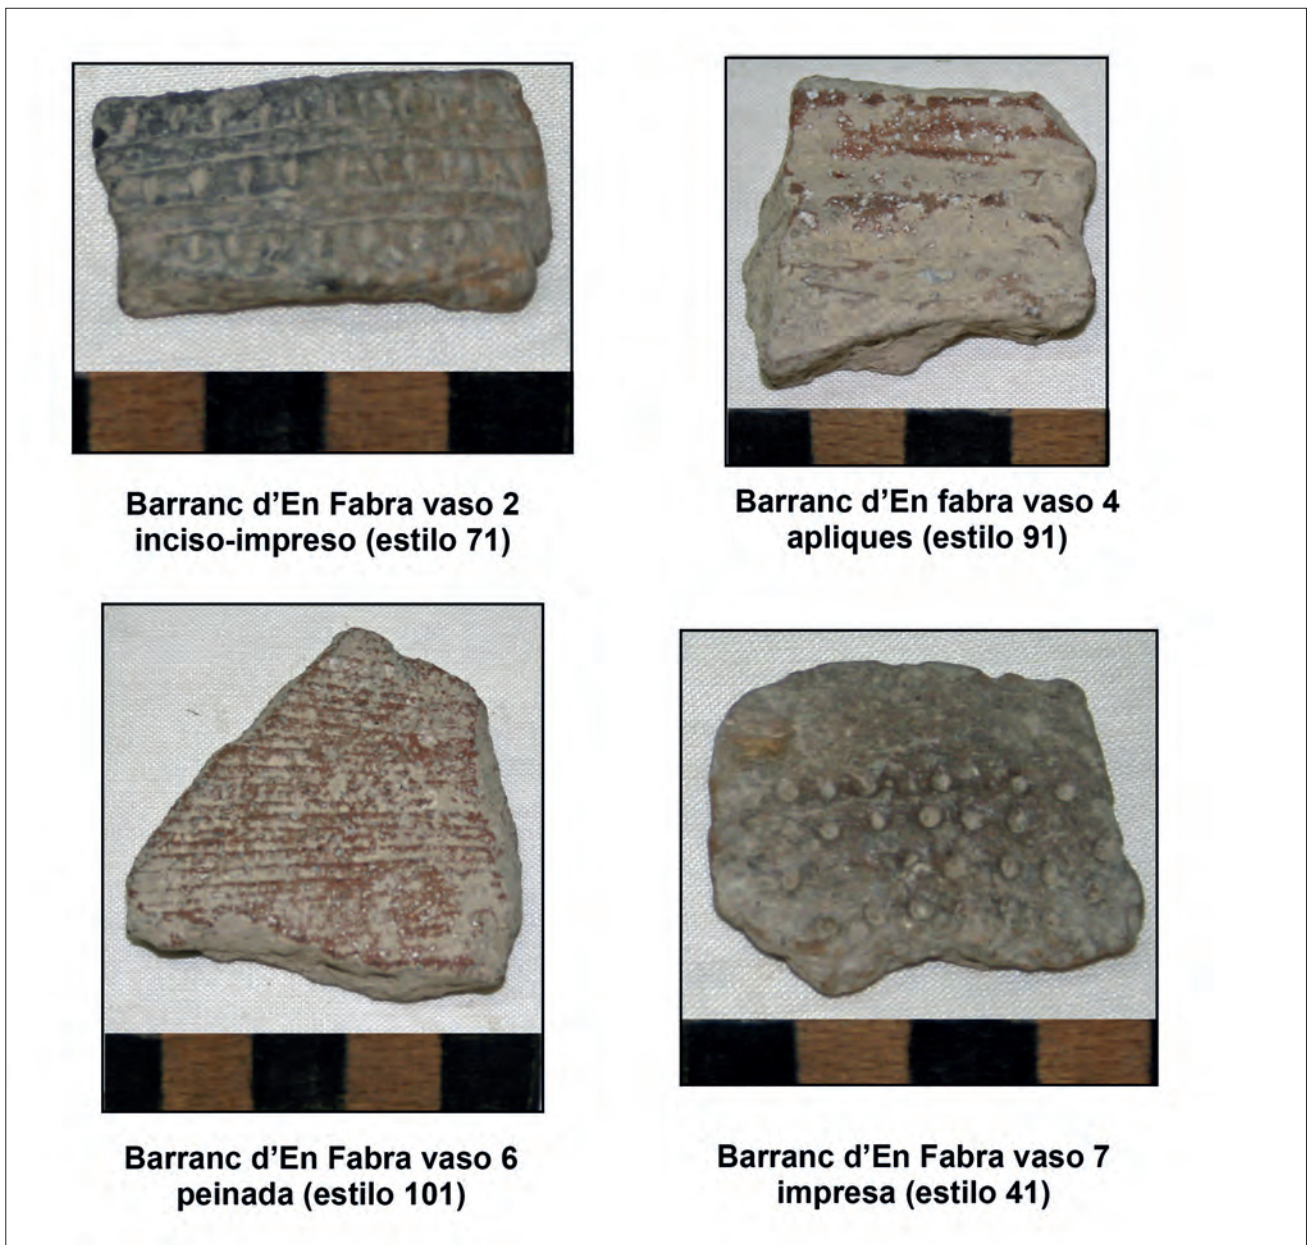 Barranc d'En Fabra vaso 2
inciso-impreso (estilo 71)
Barranc d'En fabra vaso 4
apliques (estilo 91)
Barranc d'En Fabra vaso 6
peinada (estilo 101)
Barranc d'En Fabra vaso 7
impresa (estilo 41)